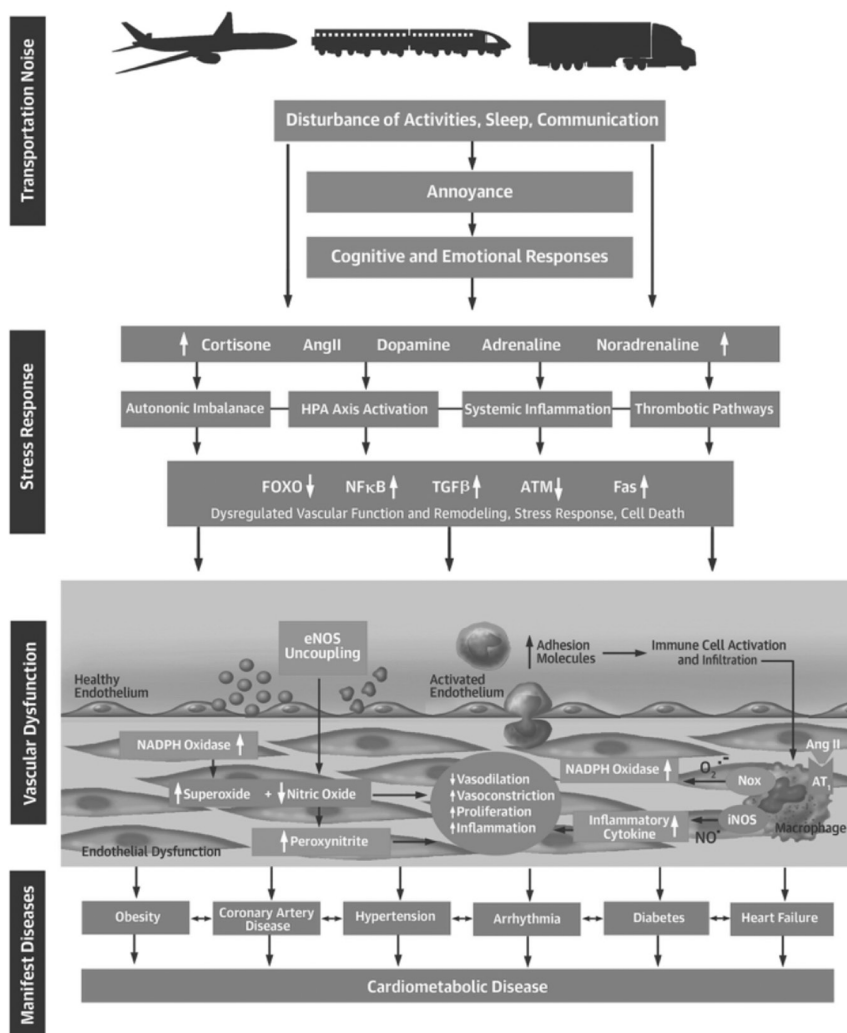 Transportation Noise
Disturbance of Activities, Sleep, Communication
Annoyance
Cognitive and Emotional Responses
Stress Response
↑ Cortisone AngII Dopamine Adrenaline Noradrenaline ↑
Autononic Imbalanace
HPA Axis Activation
Systemic Inflammation
Thrombotic Pathways
FOXO↓ NFκB↑ TGFβ↑ ATM↓ Fas↑
Dysregulated Vascular Function and Remodeling, Stress Response, Cell Death
Vascular Dysfunction
eNOS
Uncoupling
↑ Adhesion
Molecules
Immune Cell Activation
and Infiltration
Healthy
Endothelium
Activated
Endothelium
NADPH Oxidase ↑
↑ Superoxide + ↓ Nitric Oxide
↑ Peroxynitrite
Endothelial Dysfunction
↓Vasodilation
↑Vasoconstriction
↑Proliferation
↑Inflammation
NADPH Oxidase ↑
O₂•−
Nox
Ang II
AT₁
Inflammatory
Cytokine ↑
NO•
iNOS
Macrophage
Manifest Diseases
Obesity
Coronary Artery
Disease
Hypertension
Arrhythmia
Diabetes
Heart Failure
Cardiometabolic Disease